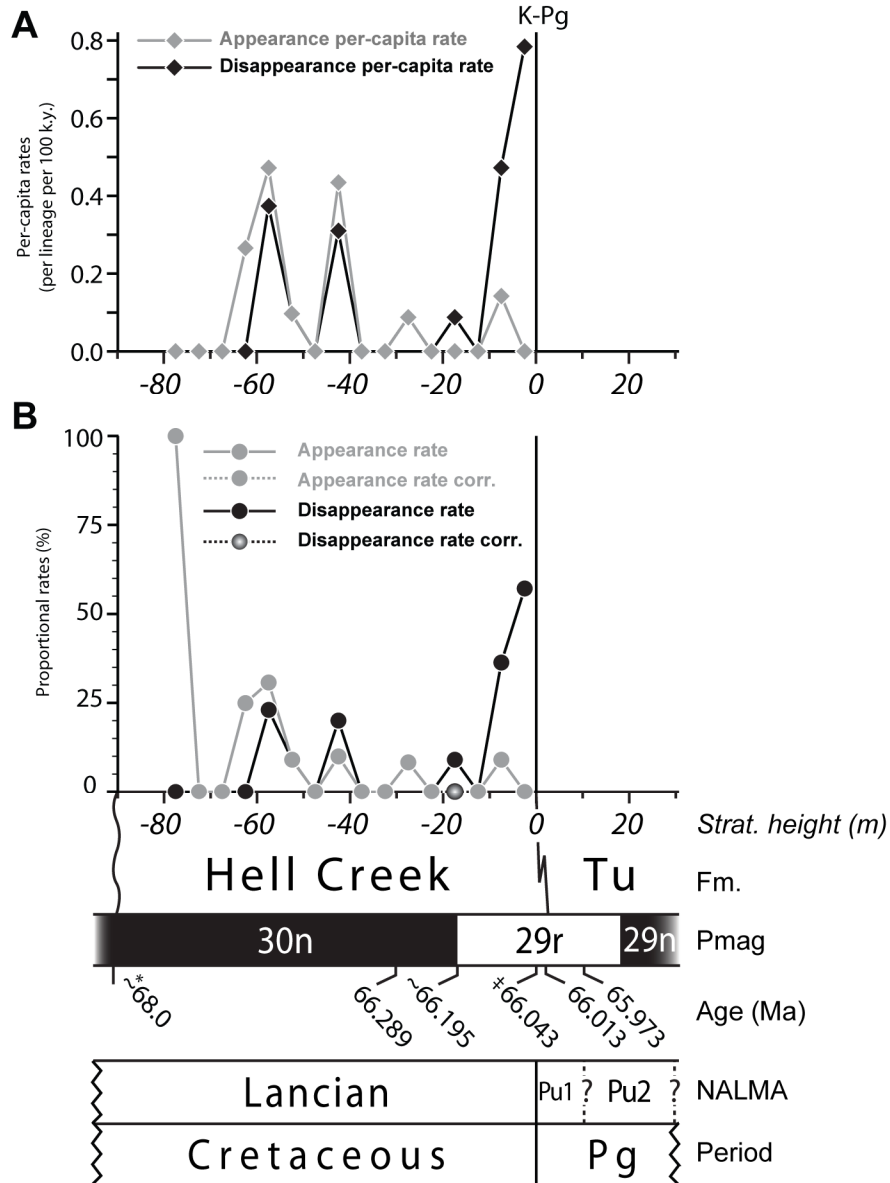 A
K-Pg
Appearance per-capita rate
Disappearance per-capita rate
Per-capita rates
(per lineage per 100 k.y.)
0.8
0.6
0.4
0.2
0.0
-80 -60 -40 -20 0 20
B
Appearance rate
Appearance rate corr.
Disappearance rate
Disappearance rate corr.
Proportional rates (%)
100
75
50
25
0
-80 -60 -40 -20 0 20 Strat. height (m)
Hell Creek Tu Fm.
30n 29r 29n Pmag
~*68.0 66.289 ~66.195 ‡66.043 66.013 65.973 Age (Ma)
Lancian Pu1 ? Pu2 ? NALMA
Cretaceous Pg Period